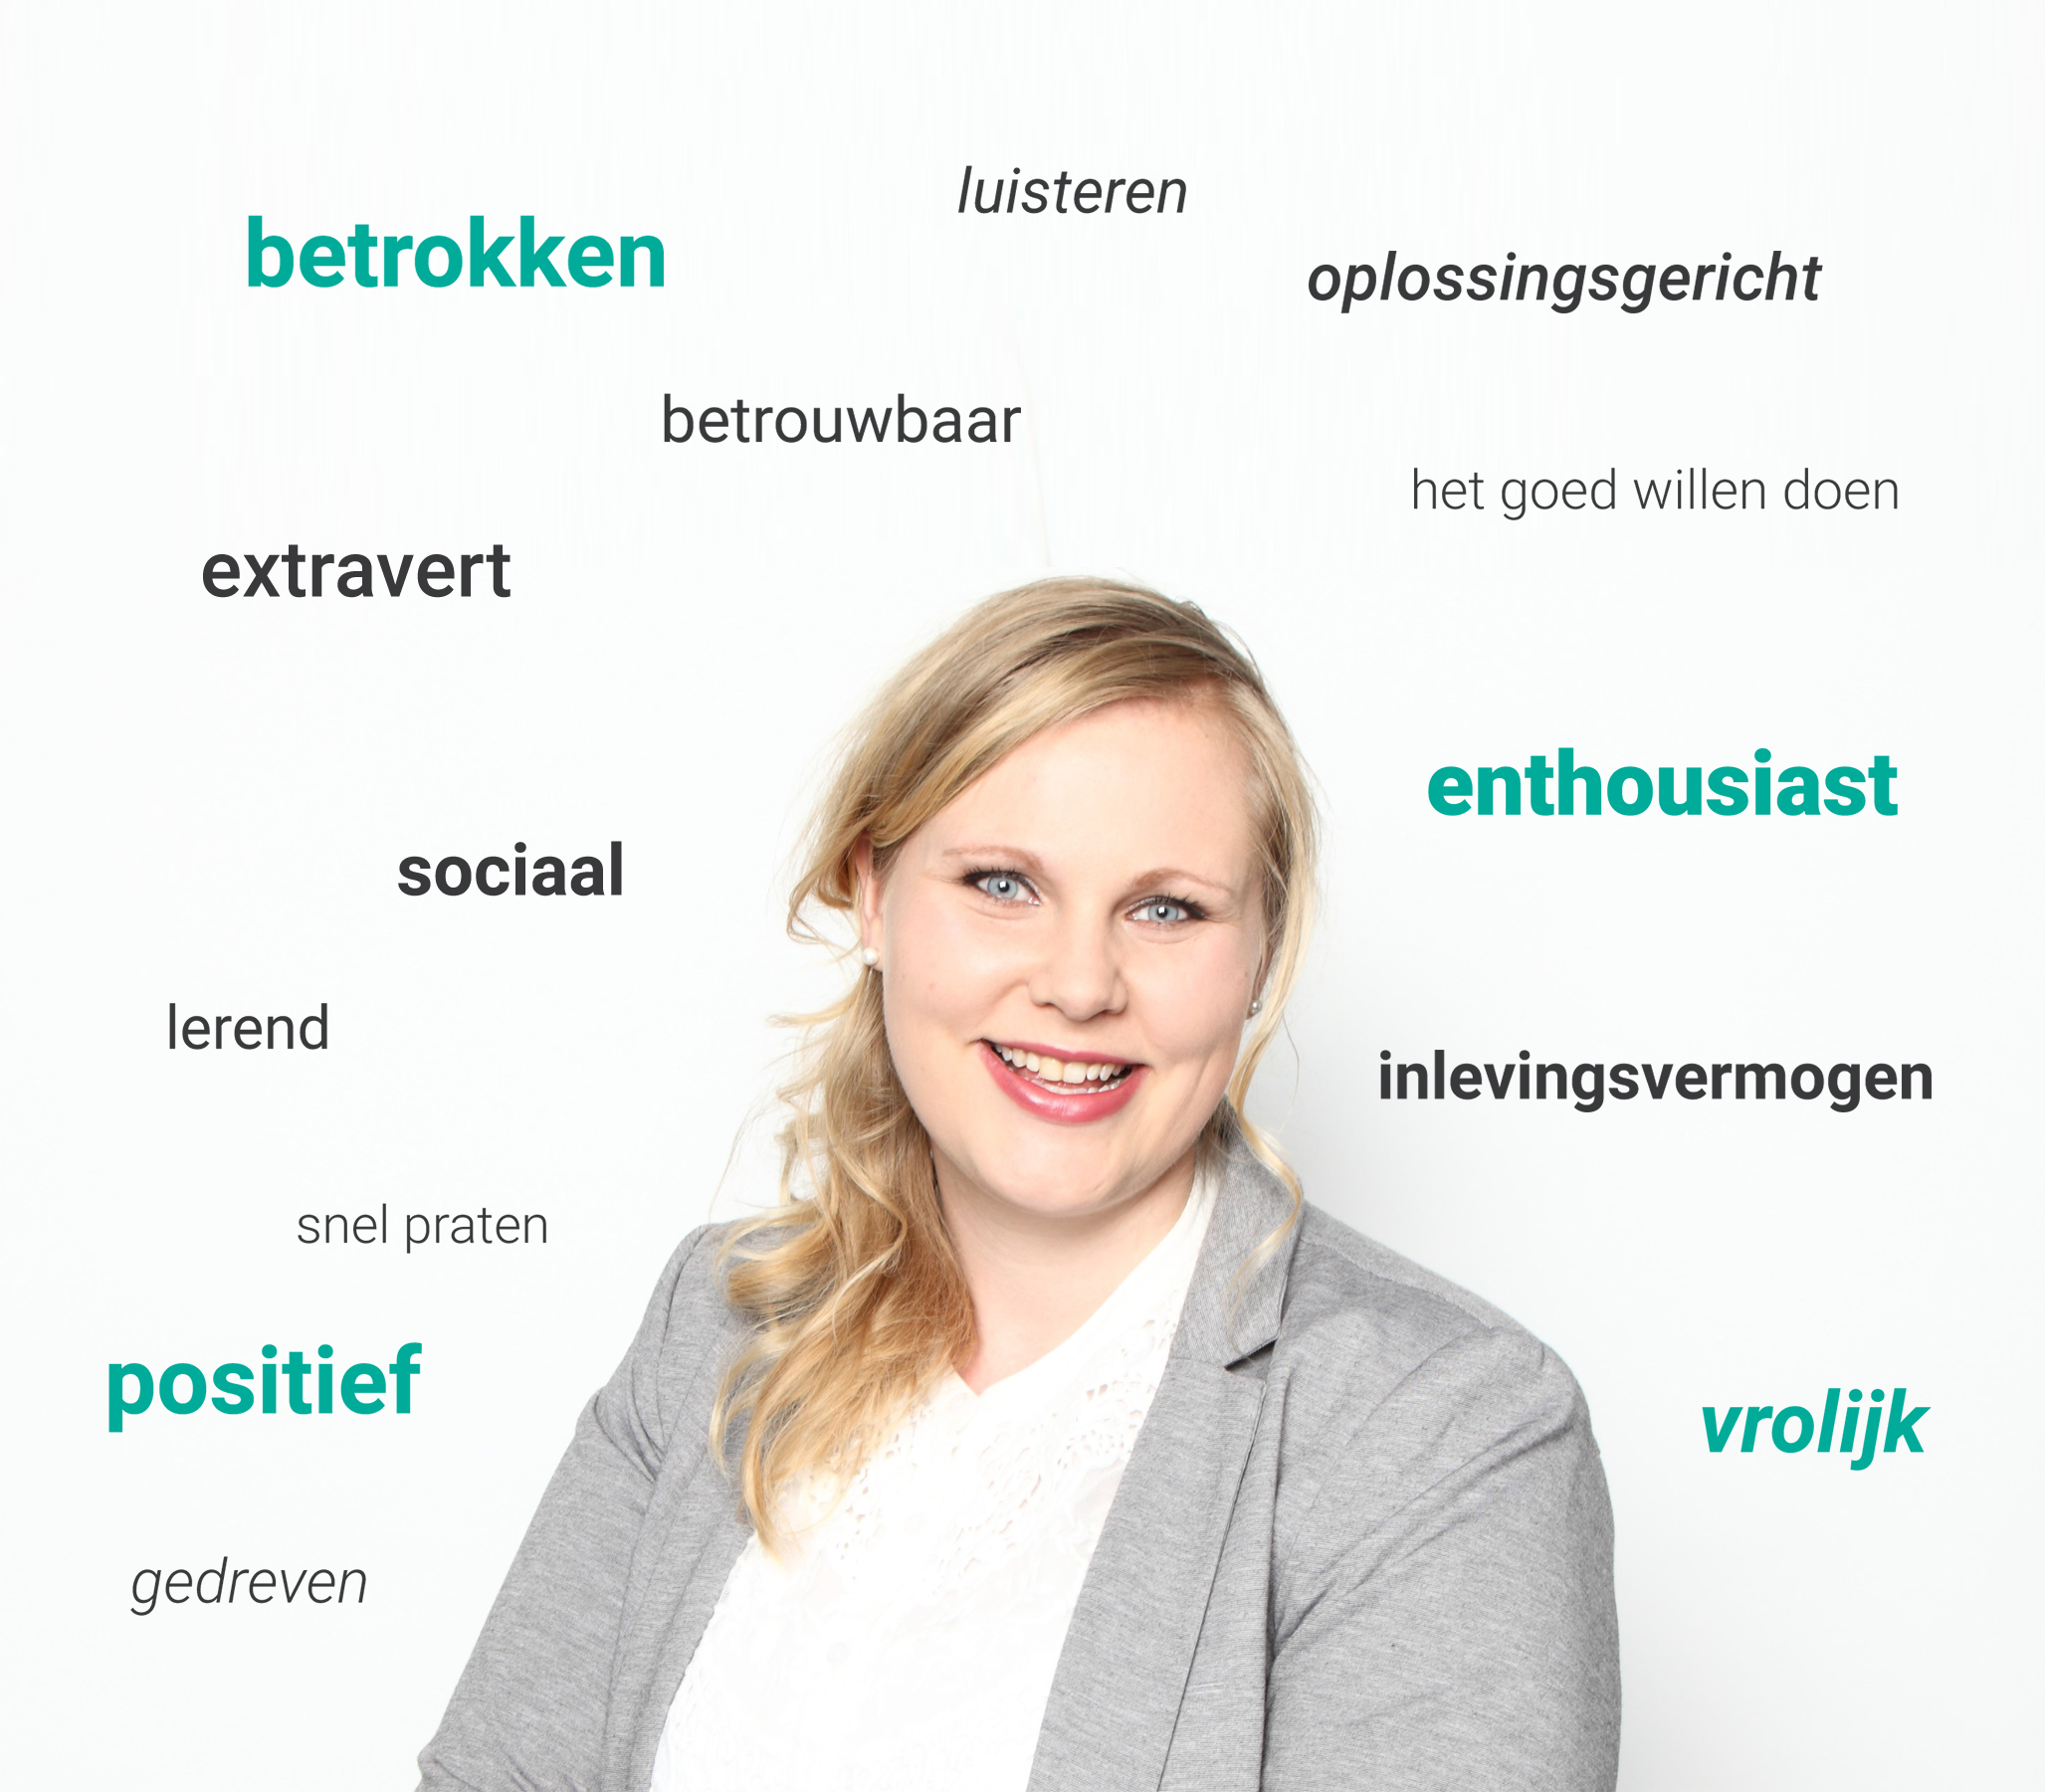 luisteren
betrokken
oplossingsgericht
betrouwbaar
het goed willen doen
extravert
enthousiast
sociaal
lerend
inlevingsvermogen
snel praten
positief
vrolijk
gedreven